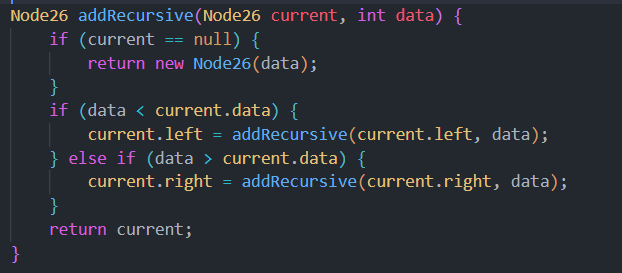 Node26 addRecursive(Node26 current, int data) {
    if (current == null) {
        return new Node26(data);
    }
    if (data < current.data) {
        current.left = addRecursive(current.left, data);
    } else if (data > current.data) {
        current.right = addRecursive(current.right, data);
    }
    return current;
}